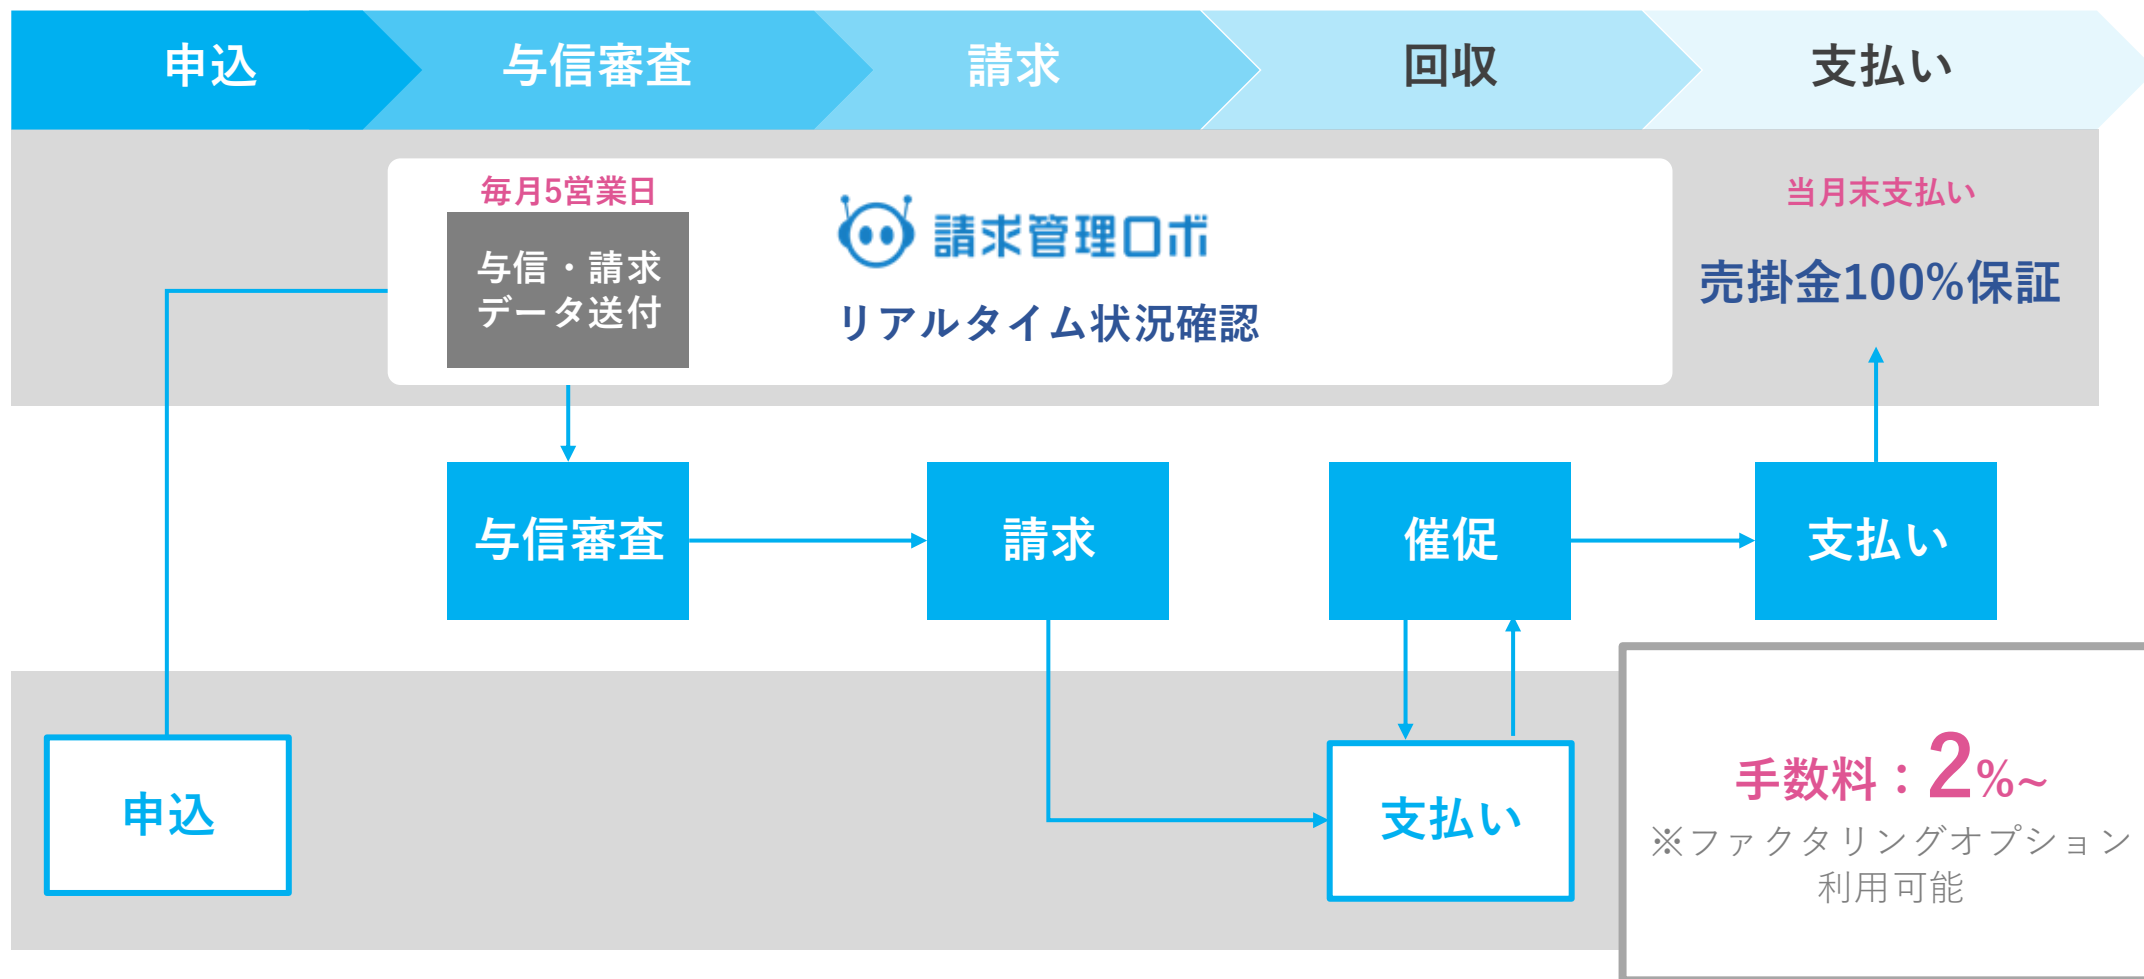 申込
与信審査
請求
回収
支払い
毎月5営業日
与信・請求
データ送付
請求管理ロボ
リアルタイム状況確認
当月末支払い
売掛金100%保証
与信審査
請求
催促
支払い
申込
支払い
手数料：2%~
※ファクタリングオプション
利用可能